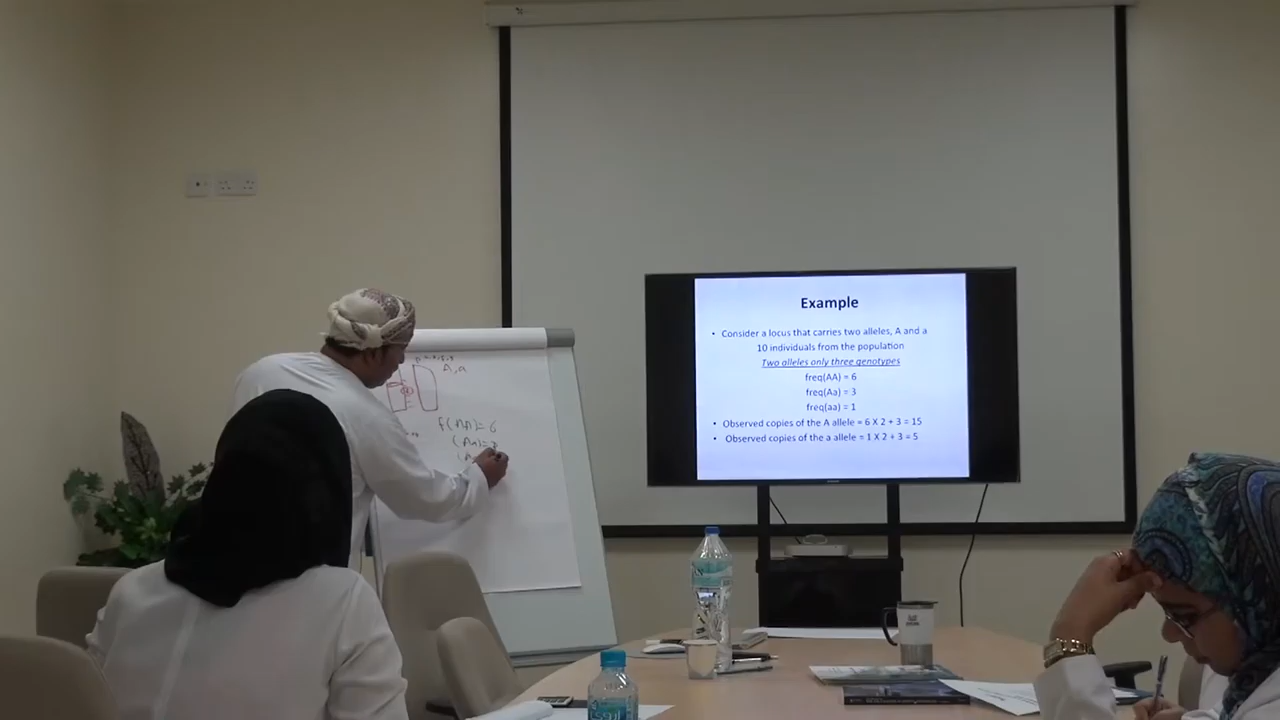 A, a
f(AA)= 6
(Aa)=3
Example
• Consider a locus that carries two alleles, A and a
10 individuals from the population
Two alleles only three genotypes
freq(AA) = 6
freq(Aa) = 3
freq(aa) = 1
• Observed copies of the A allele = 6 X 2 + 3 = 15
• Observed copies of the a allele = 1 X 2 + 3 = 5